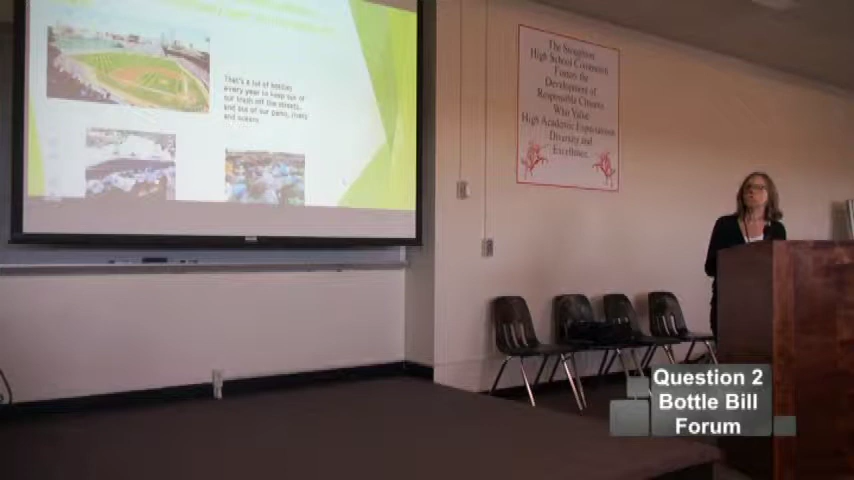 That's a lot of bottles
every year to keep out of
our trash off the streets,
and out of our parks, rivers
and oceans
The Stoughton
High School Community
Fosters the
Development of
Responsible Citizens
Who Value
High Academic Expectations
Diversity and
Excellence.
Question 2
Bottle Bill
Forum